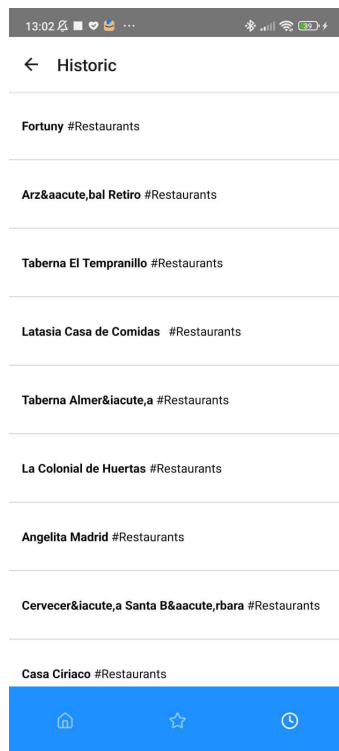 13:02
39
Historic
Fortuny #Restaurants
Arz&aacute,bal Retiro #Restaurants
Taberna El Tempranillo #Restaurants
Latasia Casa de Comidas #Restaurants
Taberna Almer&iacute,a #Restaurants
La Colonial de Huertas #Restaurants
Angelita Madrid #Restaurants
Cervecer&iacute,a Santa B&aacute,rbara #Restaurants
Casa Ciriaco #Restaurants